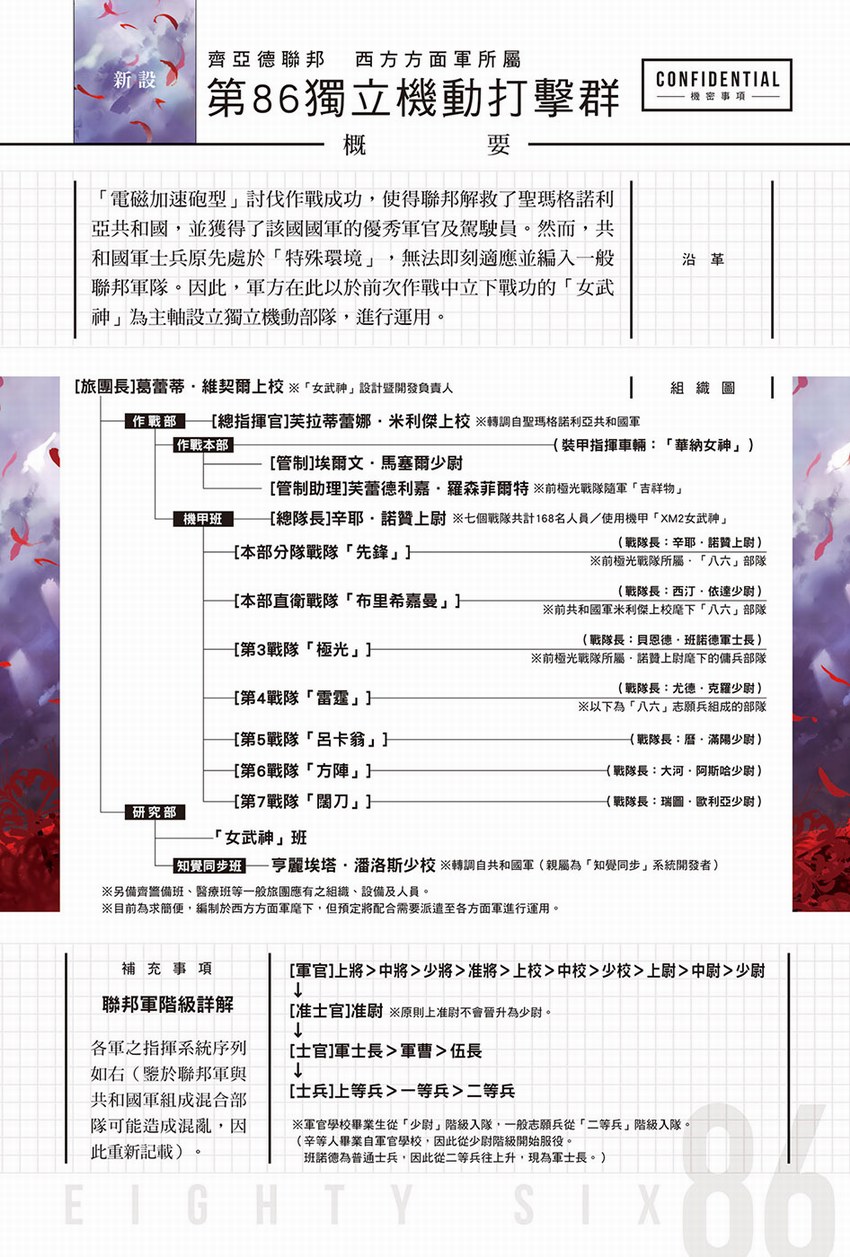 新設
齊亞德聯邦　西方方面軍所屬
第86獨立機動打擊群
CONFIDENTIAL
機密事項
概　要
「電磁加速砲型」討伐作戰成功，使得聯邦解救了聖瑪格諾利
亞共和國，並獲得了該國國軍的優秀軍官及駕駛員。然而，共
和國軍士兵原先處於「特殊環境」，無法即刻適應並編入一般
聯邦軍隊。因此，軍方在此以於前次作戰中立下戰功的「女武
神」為主軸設立獨立機動部隊，進行運用。
沿革
組織圖
[旅團長]葛蕾蒂・維契爾上校 ※「女武神」設計暨開發負責人
作戰部 [總指揮官]芙拉蒂蕾娜・米利傑上校 ※轉調自聖瑪格諾利亞共和國軍
作戰本部 （裝甲指揮車輛：「華納女神」）
[管制]埃爾文・馬塞爾少尉
[管制助理]芙蕾德利嘉・羅森菲爾特 ※前極光戰隊隨軍「吉祥物」
機甲班 [總隊長]辛耶・諾贊上尉 ※七個戰隊共計168名人員／使用機甲「XM2女武神」
[本部分隊戰隊「先鋒」] （戰隊長：辛耶・諾贊上尉）
※前極光戰隊所屬・「八六」部隊
[本部直衛戰隊「布里希嘉曼」] （戰隊長：西汀・依達少尉）
※前共和國軍米利傑上校麾下「八六」部隊
[第3戰隊「極光」] （戰隊長：貝恩德・班諾德軍士長）
※前極光戰隊所屬・諾贊上尉麾下的傭兵部隊
[第4戰隊「雷霆」] （戰隊長：尤德・克羅少尉）
※以下為「八六」志願兵組成的部隊
[第5戰隊「呂卡翁」] （戰隊長：曆・滿陽少尉）
[第6戰隊「方陣」] （戰隊長：大河・阿斯哈少尉）
[第7戰隊「闊刀」] （戰隊長：瑞圖・歐利亞少尉）
研究部
「女武神」班
知覺同步班 亨麗埃塔・潘洛斯少校 ※轉調自共和國軍（親屬為「知覺同步」系統開發者）
※另備齊警備班、醫療班等一般旅團應有之組織、設備及人員。
※目前為求簡便，編制於西方方面軍麾下，但預定將配合需要派遣至各方面軍進行運用。
補充事項
聯邦軍階級詳解
各軍之指揮系統序列
如右（鑒於聯邦軍與
共和國軍組成混合部
隊可能造成混亂，因
此重新記載）。
[軍官]上將＞中將＞少將＞准將＞上校＞中校＞少校＞上尉＞中尉＞少尉
↓
[准士官]准尉 ※原則上准尉不會晉升為少尉。
↓
[士官]軍士長＞軍曹＞伍長
↓
[士兵]上等兵＞一等兵＞二等兵
※軍官學校畢業生從「少尉」階級入隊，一般志願兵從「二等兵」階級入隊。
（辛等人畢業自軍官學校，因此從少尉階級開始服役。
班諾德為普通士兵，因此從二等兵往上升，現為軍士長。）
EIGHTY SIX
86